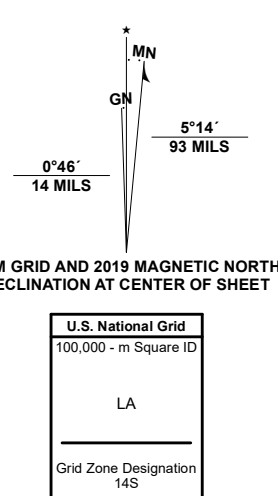 ★
MN
GN
5°14´
93 MILS
0°46´
14 MILS
M GRID AND 2019 MAGNETIC NORTH
ECLINATION AT CENTER OF SHEET
U.S. National Grid
100,000 - m Square ID
LA
Grid Zone Designation
14S